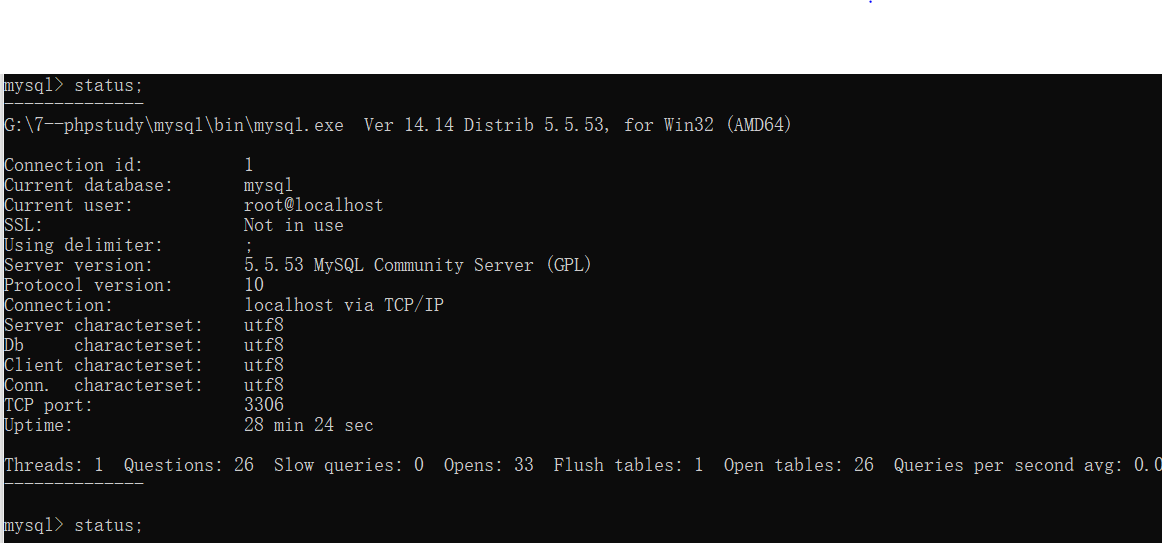 mysql> status;
--------------
G:\7--phpstudy\mysql\bin\mysql.exe  Ver 14.14 Distrib 5.5.53, for Win32 (AMD64)
Connection id:          1
Current database:       mysql
Current user:           root@localhost
SSL:                    Not in use
Using delimiter:        ;
Server version:         5.5.53 MySQL Community Server (GPL)
Protocol version:       10
Connection:             localhost via TCP/IP
Server characterset:    utf8
Db     characterset:    utf8
Client characterset:    utf8
Conn.  characterset:    utf8
TCP port:               3306
Uptime:                 28 min 24 sec
Threads: 1  Questions: 26  Slow queries: 0  Opens: 33  Flush tables: 1  Open tables: 26  Queries per second avg: 0.0
--------------
mysql> status;